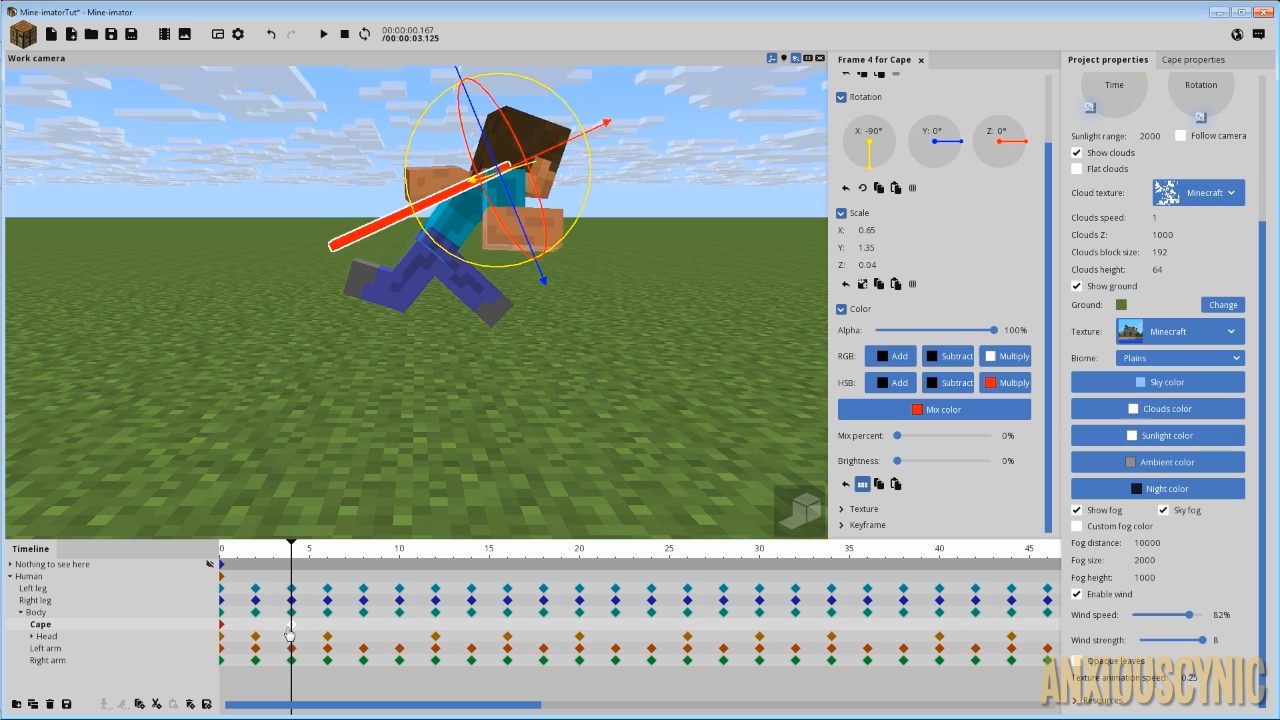 Mine-imatorTut* - Mine-imator
00:00:00.167
/00:00:03.125
Work camera
Frame 4 for Cape
Rotation
X: -90° Y: 0° Z: 0°
Scale
X: 0.65
Y: 1.35
Z: 0.04
Color
Alpha: 100%
RGB: Add Subtract Multiply
HSB: Add Subtract Multiply
Mix color
Mix percent: 0%
Brightness: 0%
Texture
Keyframe
Project properties Cape properties
Time Rotation
Sunlight range: 2000 Follow camera
Show clouds
Flat clouds
Cloud texture: Minecraft
Clouds speed: 1
Clouds Z: 1000
Clouds block size: 192
Clouds height: 64
Show ground
Ground: Change
Texture: Minecraft
Biome: Plains
Sky color
Clouds color
Sunlight color
Ambient color
Night color
Show fog Sky fog
Custom fog color
Fog distance: 10000
Fog size: 2000
Fog height: 1000
Enable wind
Wind speed: 82%
Wind strength: 8
Opaque leaves
Texture animation speed: 0.25
Resources
ANXIOUSCYNIC
Timeline
0 5 10 15 20 25 30 35 40 45
Nothing to see here
Human
Left leg
Right leg
Body
Cape
Head
Left arm
Right arm